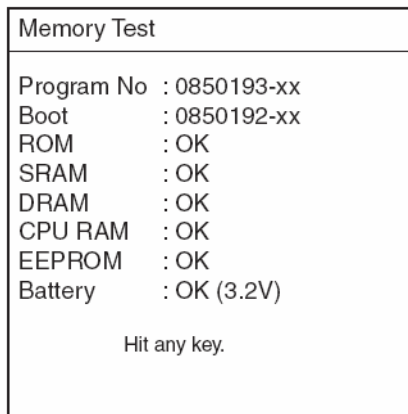 Memory Test
Program No : 0850193-xx
Boot : 0850192-xx
ROM : OK
SRAM : OK
DRAM : OK
CPU RAM : OK
EEPROM : OK
Battery : OK (3.2V)
Hit any key.